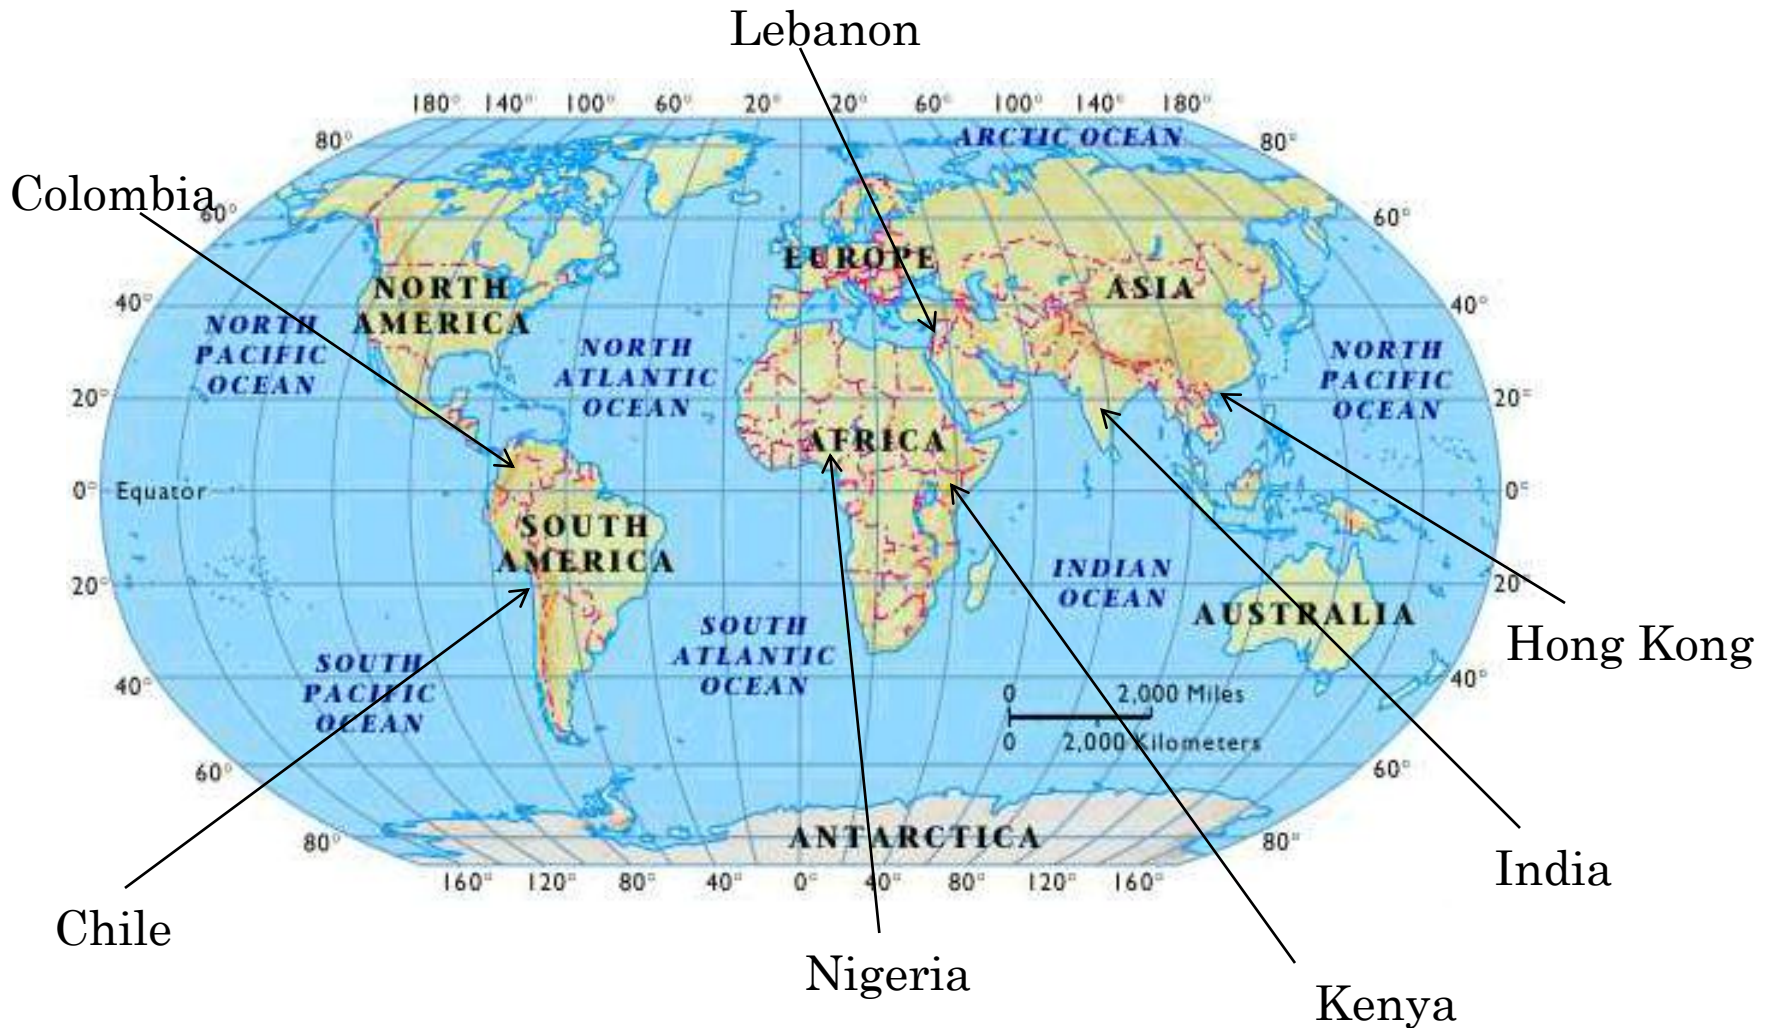 Lebanon
180° 140° 100° 60° 20° 20° 60° 100° 140° 180°
80° ARCTIC OCEAN 80°
Colombia
60° 60°
EUROPE
NORTH
AMERICA
ASIA
40° 40°
NORTH
PACIFIC
OCEAN
NORTH
ATLANTIC
OCEAN
NORTH
PACIFIC
OCEAN
20° 20°
AFRICA
0° Equator 0°
SOUTH
AMERICA
INDIAN
OCEAN
20° 20°
AUSTRALIA
SOUTH
ATLANTIC
OCEAN
Hong Kong
SOUTH
PACIFIC
OCEAN
40° 40°
0 2,000 Miles
0 2,000 Kilometers
60° 60°
80° ANTARCTICA 80°
160° 120° 80° 40° 0° 40° 80° 120° 160°
India
Chile
Nigeria
Kenya